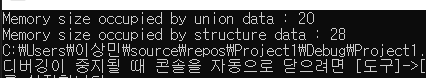 Memory size occupied by union data : 20
Memory size occupied by structure data : 28
C:₩Users₩이상민₩source₩repos₩Project1₩Debug₩Project1.
디버깅이 중지될 때 콘솔을 자동으로 닫으려면 [도구]->[